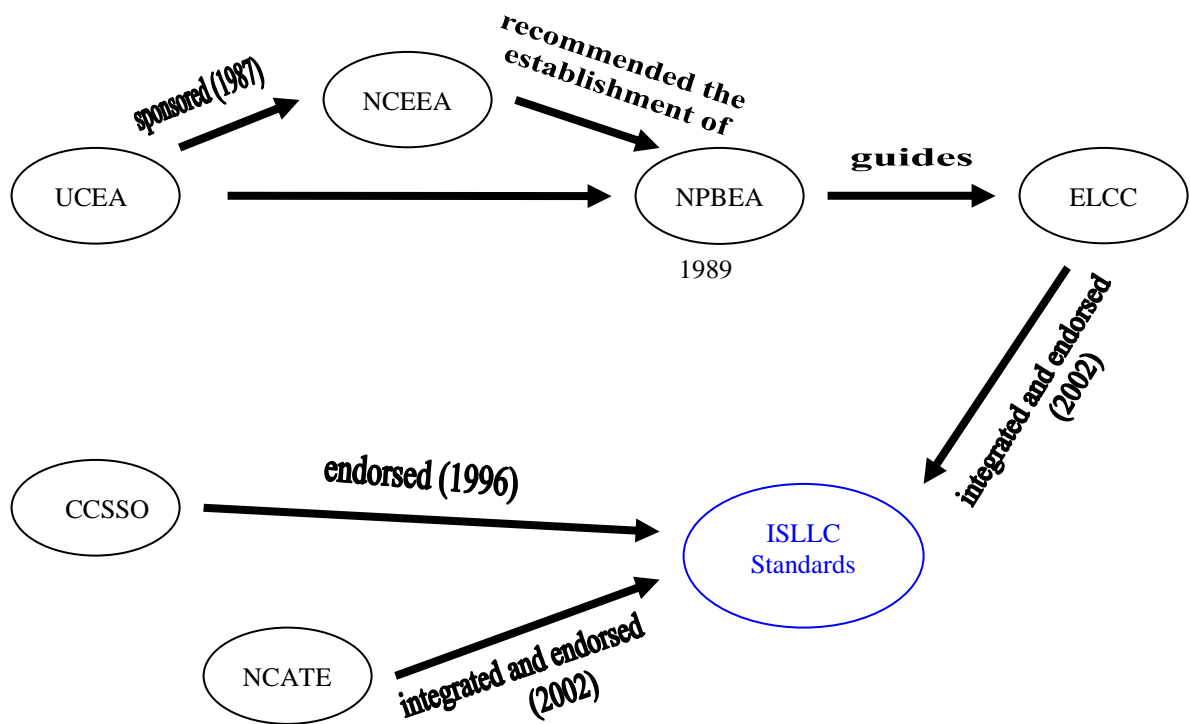 sponsored (1987)
NCEEA
recommended the
establishment of
UCEA
NPBEA
1989
guides
ELCC
integrated and endorsed
(2002)
CCSSO
endorsed (1996)
ISLLC
Standards
NCATE
integrated and endorsed
(2002)